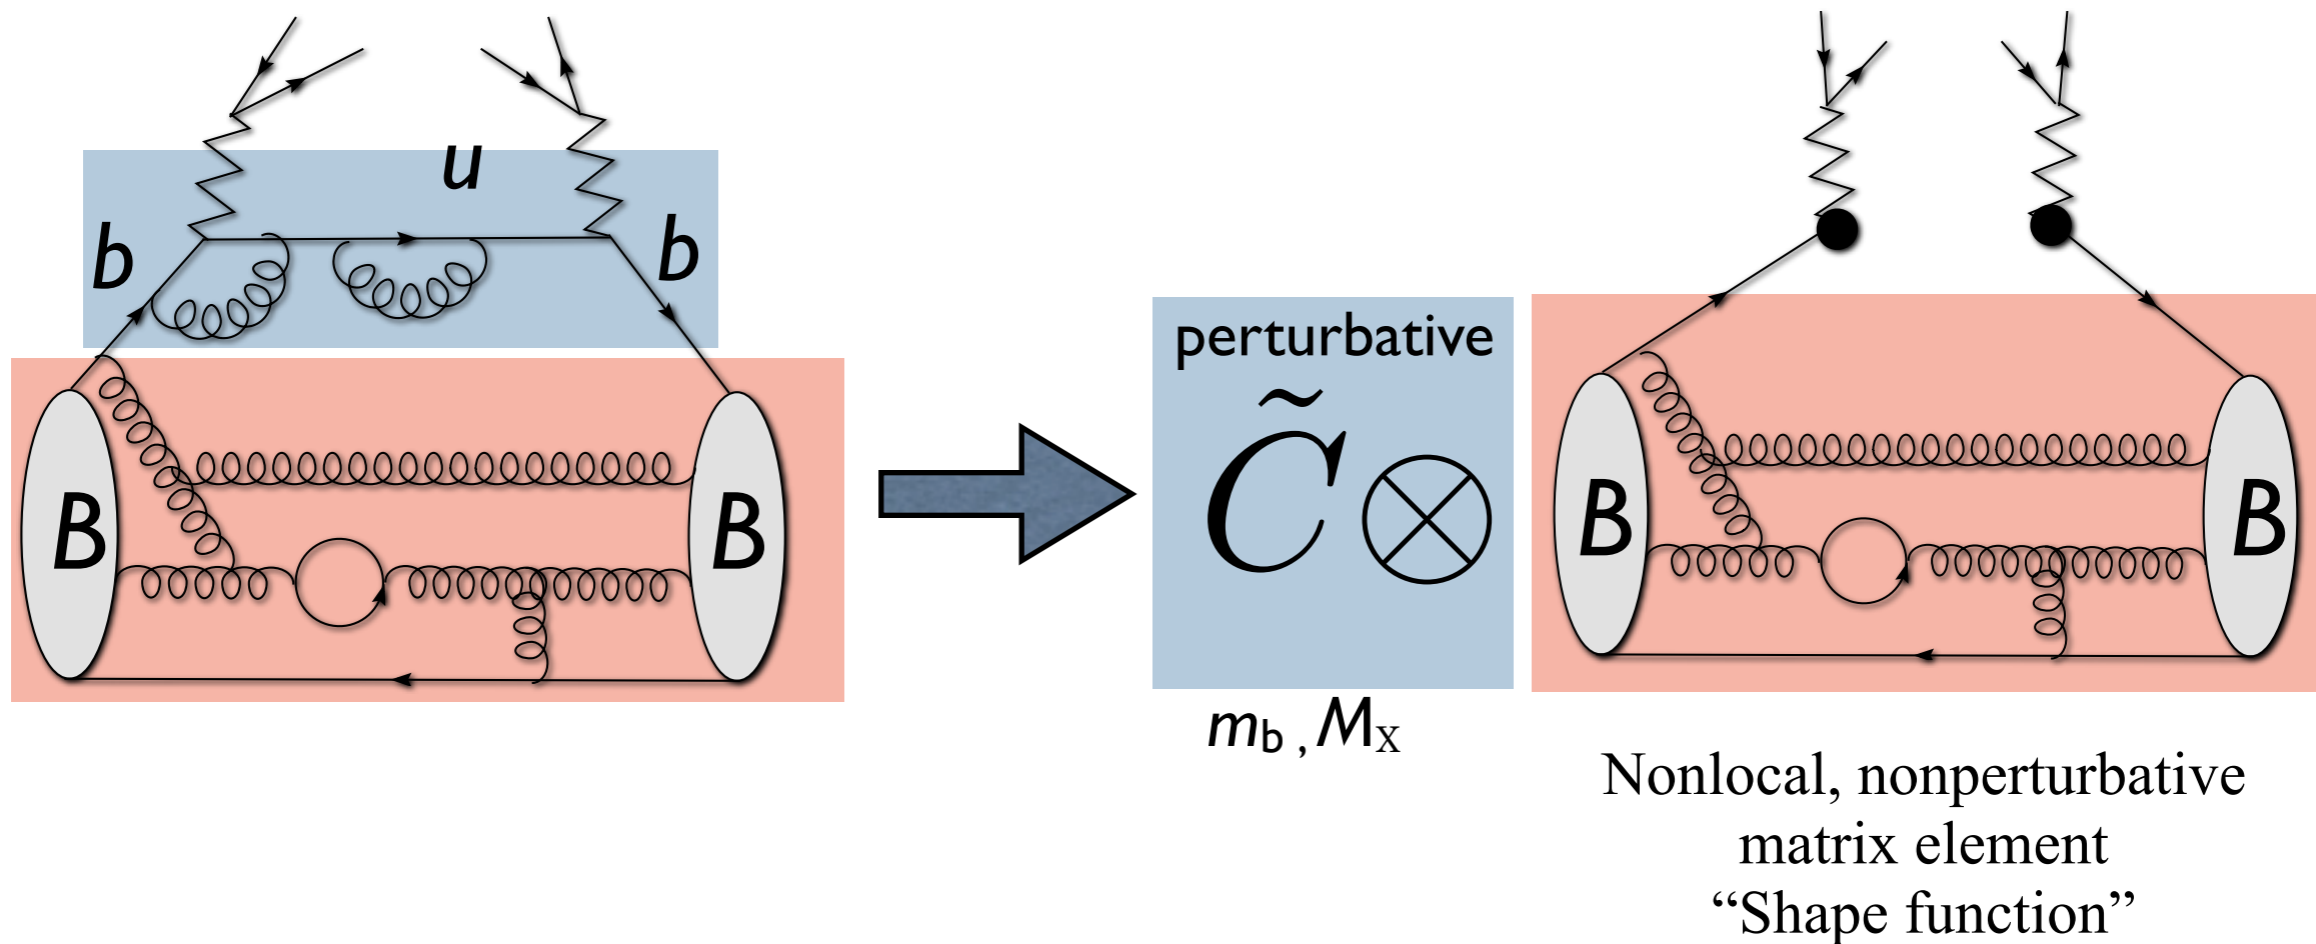 u
b
b
B
B
perturbative
C̃ ⊗
m_b , M_X
B
B
Nonlocal, nonperturbative
matrix element
“Shape function”